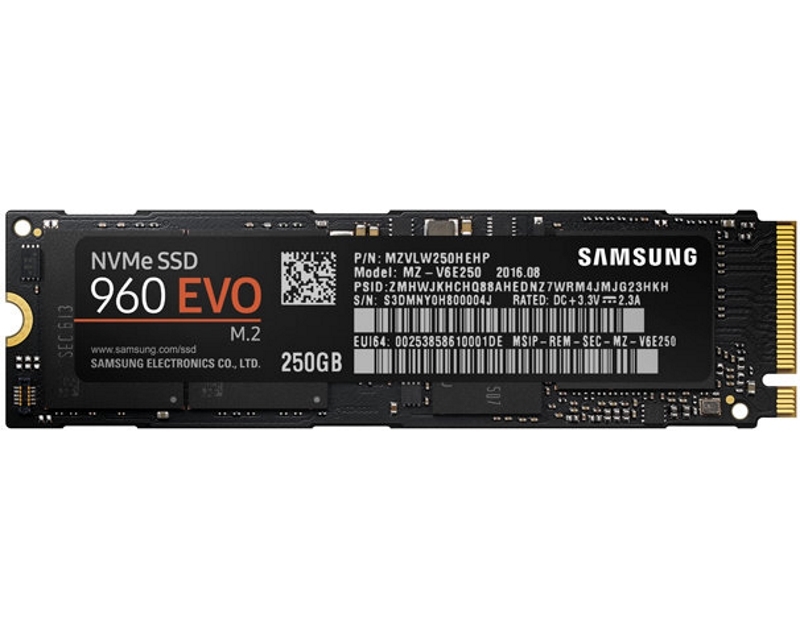 NVMe SSD
960 EVO
M.2
www.samsung.com/ssd
SAMSUNG ELECTRONICS CO., LTD.
250GB
P/N: MZVLW250HEHP
Model: MZ - V6E250 2016.08
PSID:ZMHWJKHCHQ88AHEDNZ7WRM4JMJG23HKH
S/N: S3DMNY0H800004J RATED: DC+3.3V⎓2.3A
EUI64: 00253858610001DE MSIP-REM-SEC-MZ-V6E250
SAMSUNG
SEC 613
507